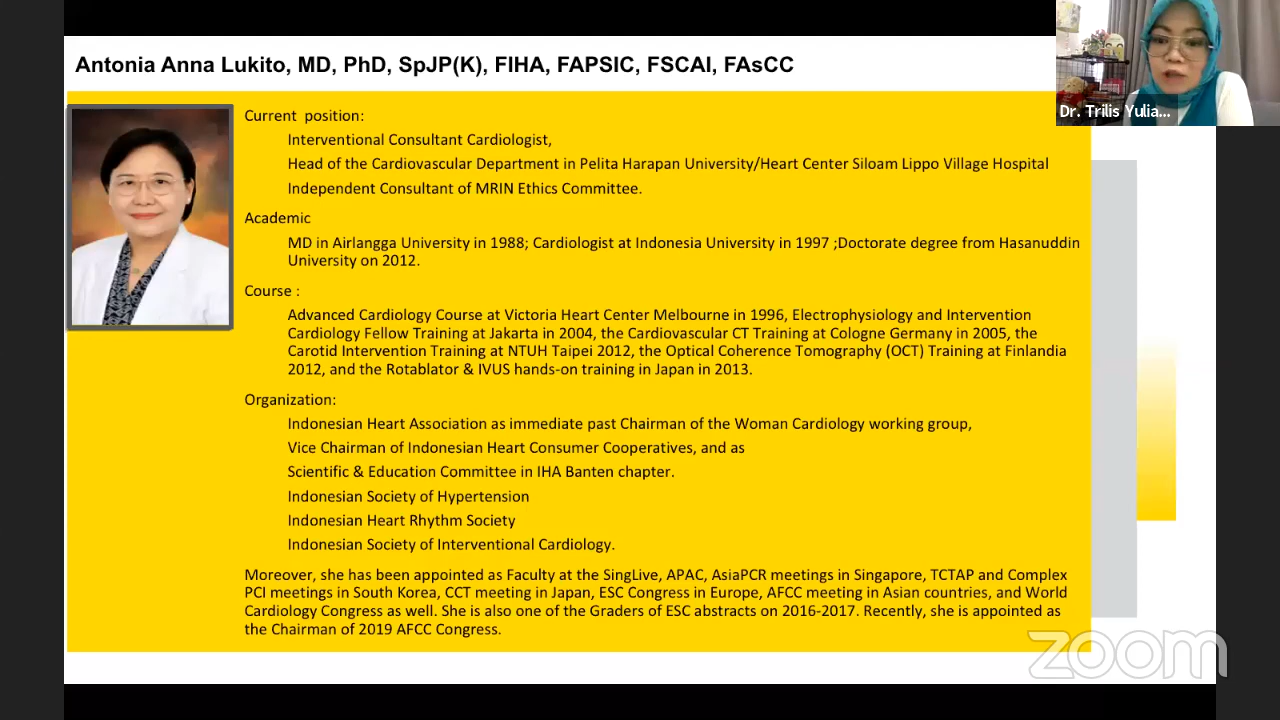 Antonia Anna Lukito, MD, PhD, SpJP(K), FIHA, FAPSIC, FSCAI, FAsCC
Dr. Trilis Yulia...
Current position:
Interventional Consultant Cardiologist,
Head of the Cardiovascular Department in Pelita Harapan University/Heart Center Siloam Lippo Village Hospital
Independent Consultant of MRIN Ethics Committee.
Academic
MD in Airlangga University in 1988; Cardiologist at Indonesia University in 1997 ;Doctorate degree from Hasanuddin
University on 2012.
Course :
Advanced Cardiology Course at Victoria Heart Center Melbourne in 1996, Electrophysiology and Intervention
Cardiology Fellow Training at Jakarta in 2004, the Cardiovascular CT Training at Cologne Germany in 2005, the
Carotid Intervention Training at NTUH Taipei 2012, the Optical Coherence Tomography (OCT) Training at Finlandia
2012, and the Rotablator & IVUS hands-on training in Japan in 2013.
Organization:
Indonesian Heart Association as immediate past Chairman of the Woman Cardiology working group,
Vice Chairman of Indonesian Heart Consumer Cooperatives, and as
Scientific & Education Committee in IHA Banten chapter.
Indonesian Society of Hypertension
Indonesian Heart Rhythm Society
Indonesian Society of Interventional Cardiology.
Moreover, she has been appointed as Faculty at the SingLive, APAC, AsiaPCR meetings in Singapore, TCTAP and Complex
PCI meetings in South Korea, CCT meeting in Japan, ESC Congress in Europe, AFCC meeting in Asian countries, and World
Cardiology Congress as well. She is also one of the Graders of ESC abstracts on 2016-2017. Recently, she is appointed as
the Chairman of 2019 AFCC Congress.
zoom